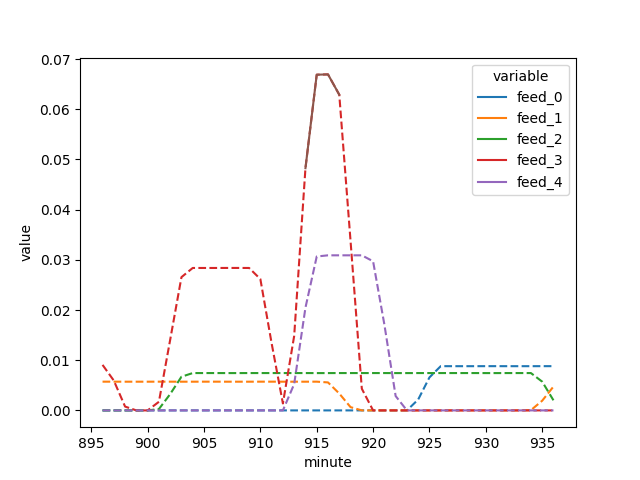 0.07
0.06
0.05
0.04
0.03
0.02
0.01
0.00
value
895 900 905 910 915 920 925 930 935
minute
variable
feed_0
feed_1
feed_2
feed_3
feed_4